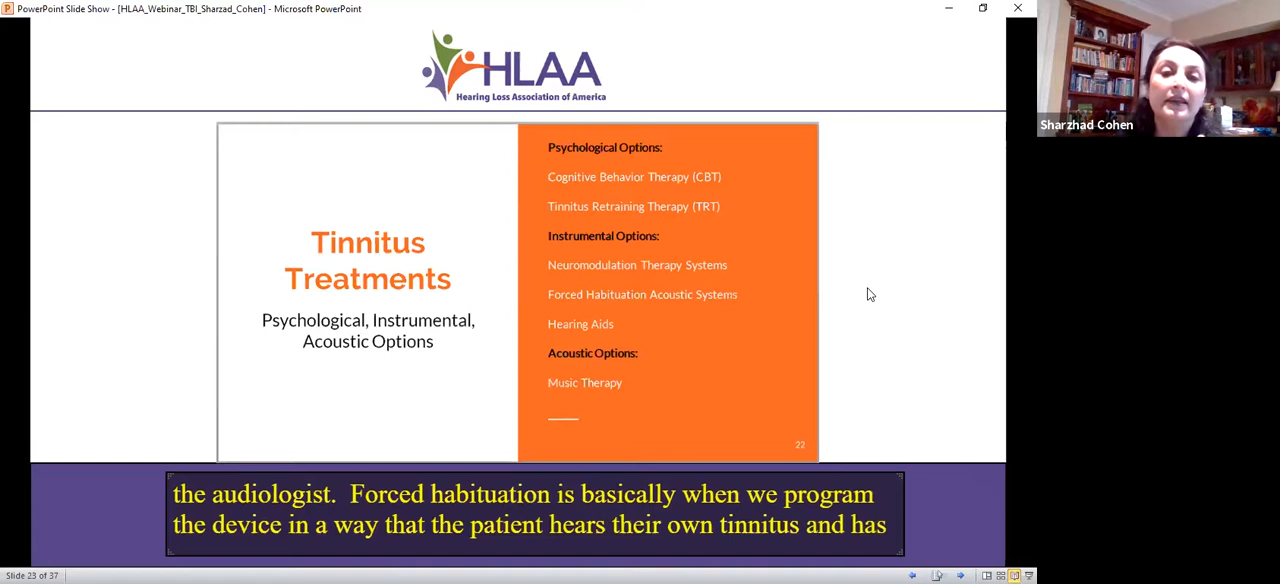 PowerPoint Slide Show - [HLAA_Webinar_TBI_Sharzad_Cohen] - Microsoft PowerPoint
HLAA
Hearing Loss Association of America
Sharzhad Cohen
Tinnitus
Treatments
Psychological, Instrumental,
Acoustic Options
Psychological Options:
Cognitive Behavior Therapy (CBT)
Tinnitus Retraining Therapy (TRT)
Instrumental Options:
Neuromodulation Therapy Systems
Forced Habituation Acoustic Systems
Hearing Aids
Acoustic Options:
Music Therapy
22
the audiologist.  Forced habituation is basically when we program
the device in a way that the patient hears their own tinnitus and has
Slide 23 of 37